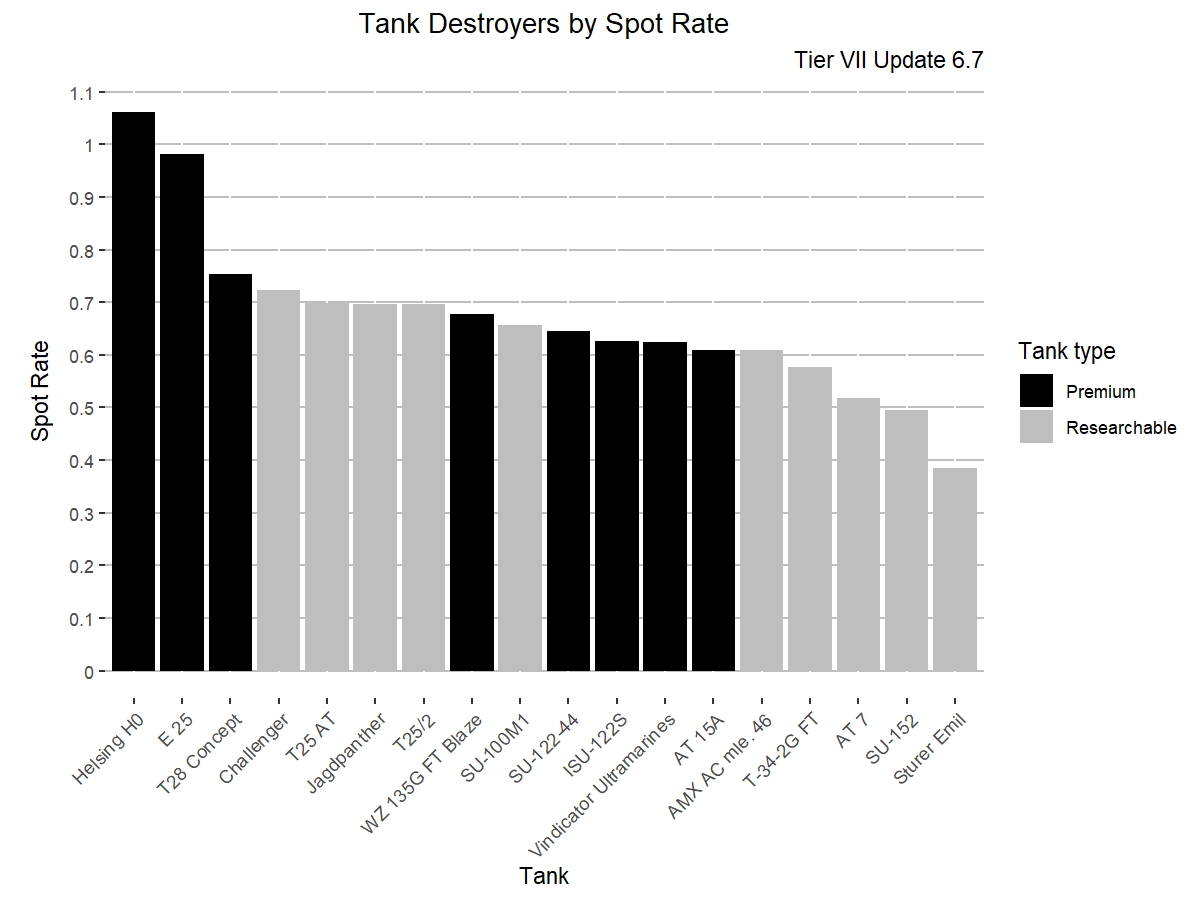 Tank Destroyers by Spot Rate
Tier VII Update 6.7
1.1
1
0.9
0.8
0.7
0.6
0.5
0.4
0.3
0.2
0.1
0
Spot Rate
Helsing H0
E 25
T28 Concept
Challenger
T25 AT
Jagdpanther
T25/2
WZ 135G FT Blaze
SU-100M1
SU-122-44
ISU-122S
Vindicator Ultramarines
AT 15A
AMX AC mle. 46
T-34-2G FT
AT 7
SU-152
Sturer Emil
Tank
Tank type
Premium
Researchable